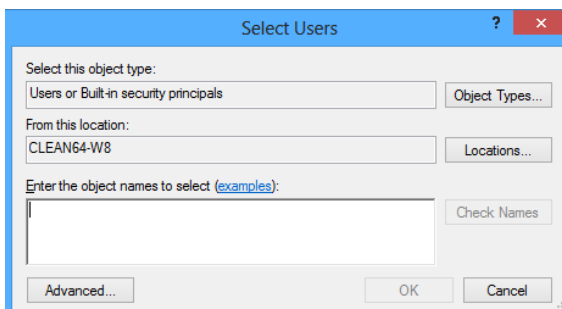 Select Users
?
×
Select this object type:
Users or Built-in security principals
Object Types...
From this location:
CLEAN64-W8
Locations...
Enter the object names to select (examples):
Check Names
Advanced...
OK
Cancel